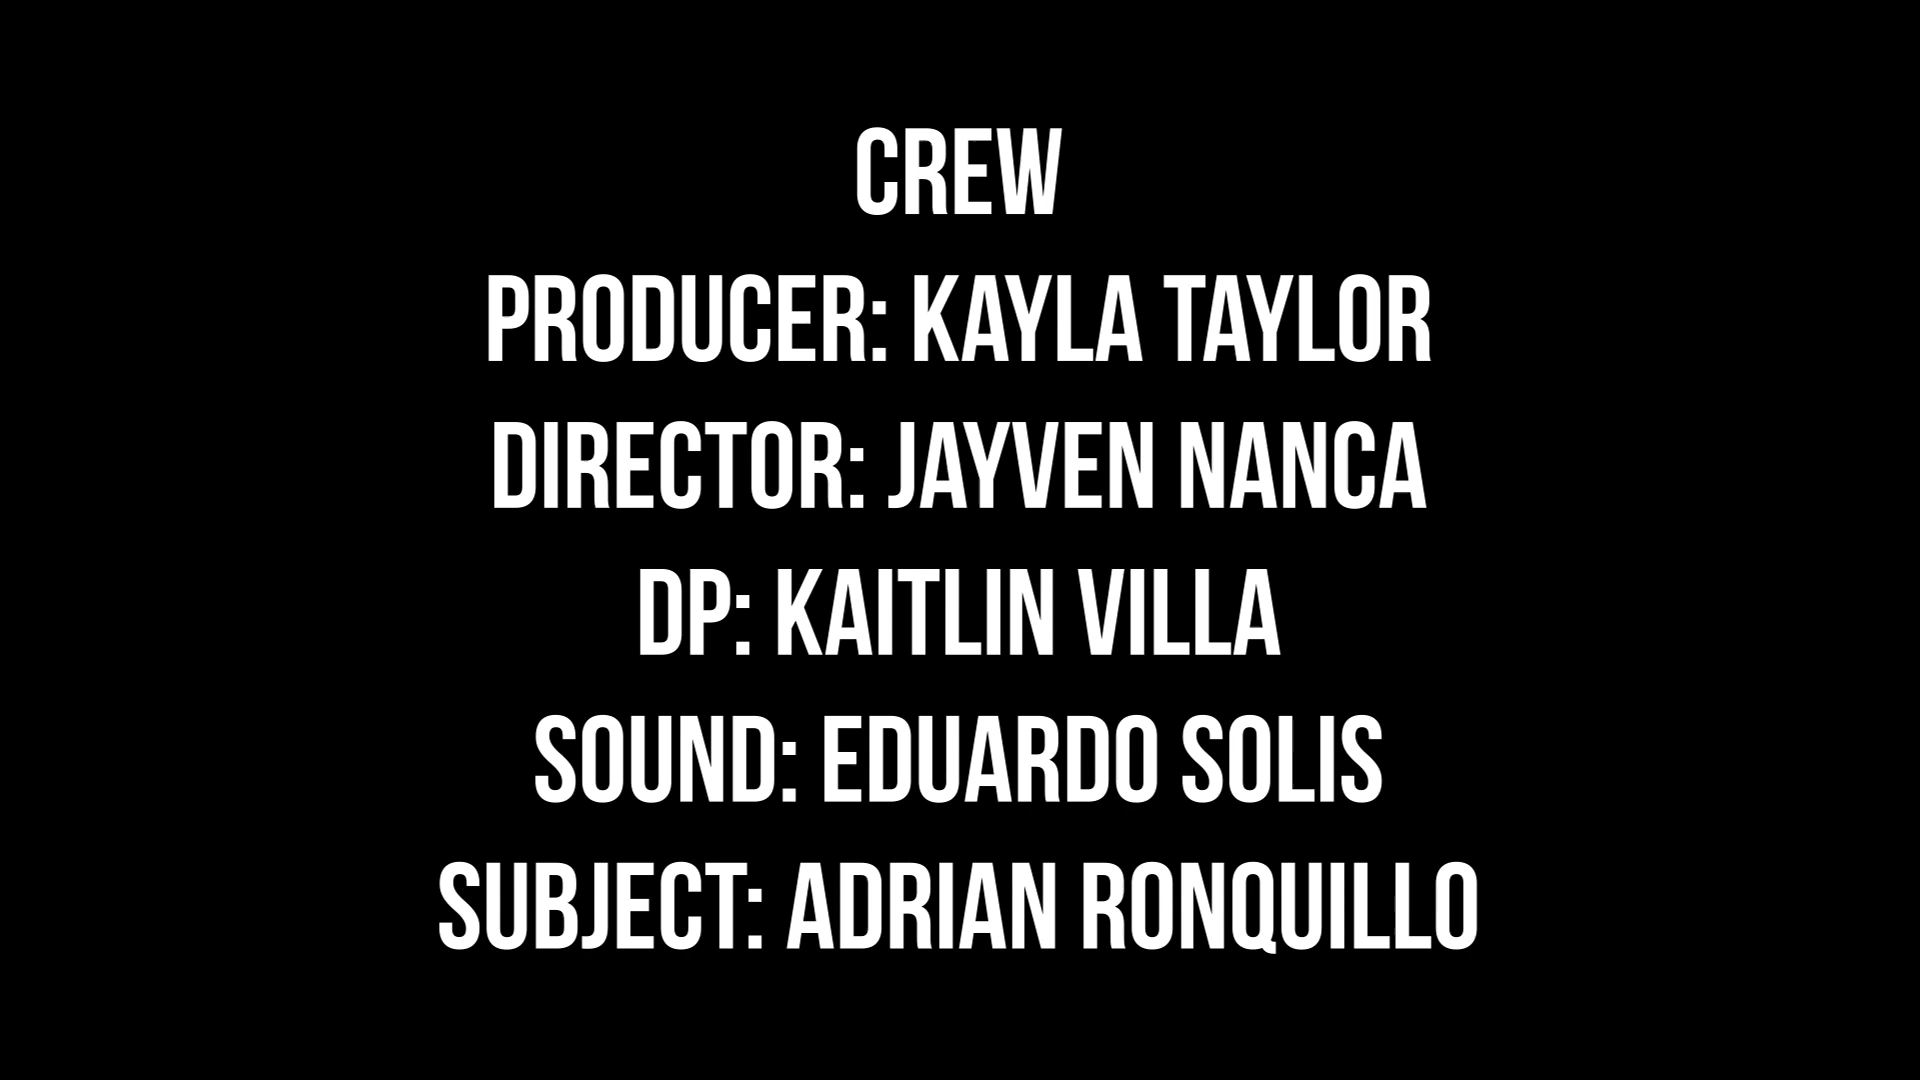 CREW
PRODUCER: KAYLA TAYLOR
DIRECTOR: JAYVEN NANCA
DP: KAITLIN VILLA
SOUND: EDUARDO SOLIS
SUBJECT: ADRIAN RONQUILLO